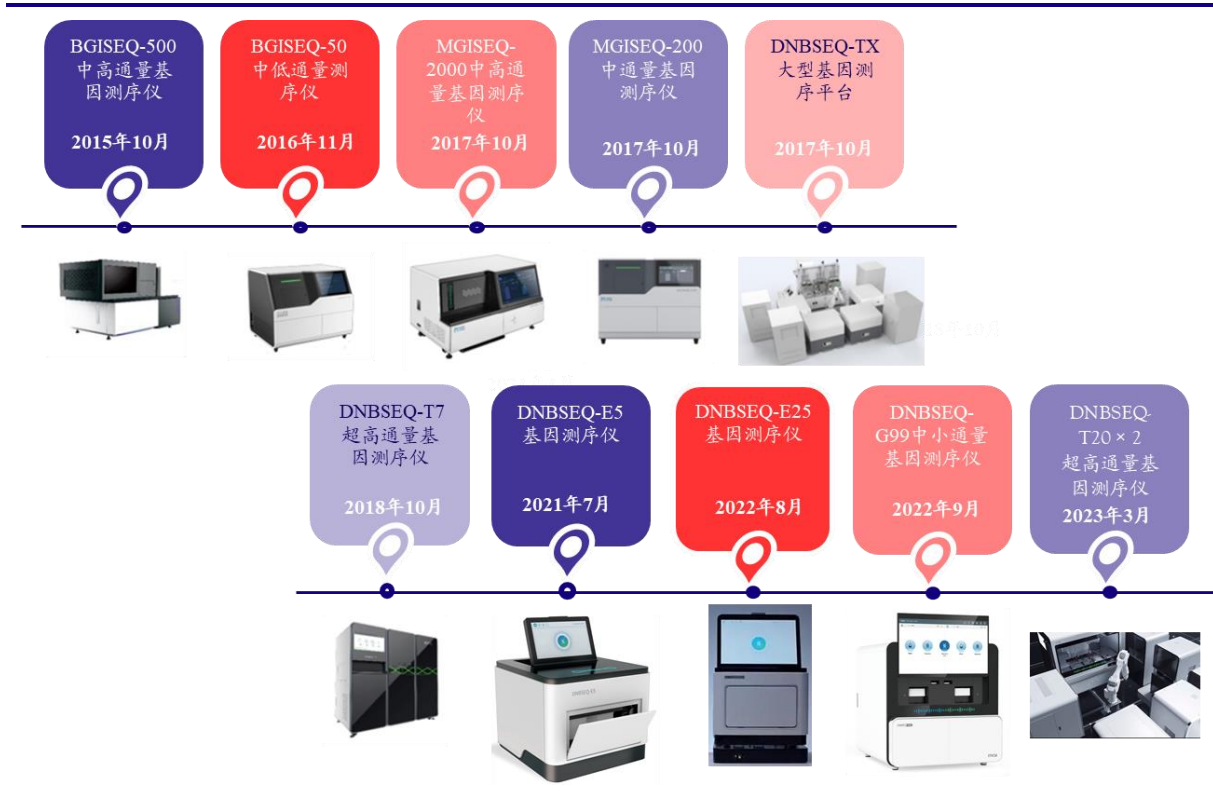 BGISEQ-500
中高通量基
因测序仪
2015年10月
BGISEQ-50
中低通量测
序仪
2016年11月
MGISEQ-
2000中高通
量基因测序
仪
2017年10月
MGISEQ-200
中通量基因
测序仪
2017年10月
DNBSEQ-TX
大型基因测
序平台
2017年10月
DNBSEQ-T7
超高通量基
因测序仪
2018年10月
DNBSEQ-E5
基因测序仪
2021年7月
DNBSEQ-E25
基因测序仪
2022年8月
DNBSEQ-
G99中小通量
基因测序仪
2022年9月
DNBSEQ-
T20 × 2
超高通量基
因测序仪
2023年3月